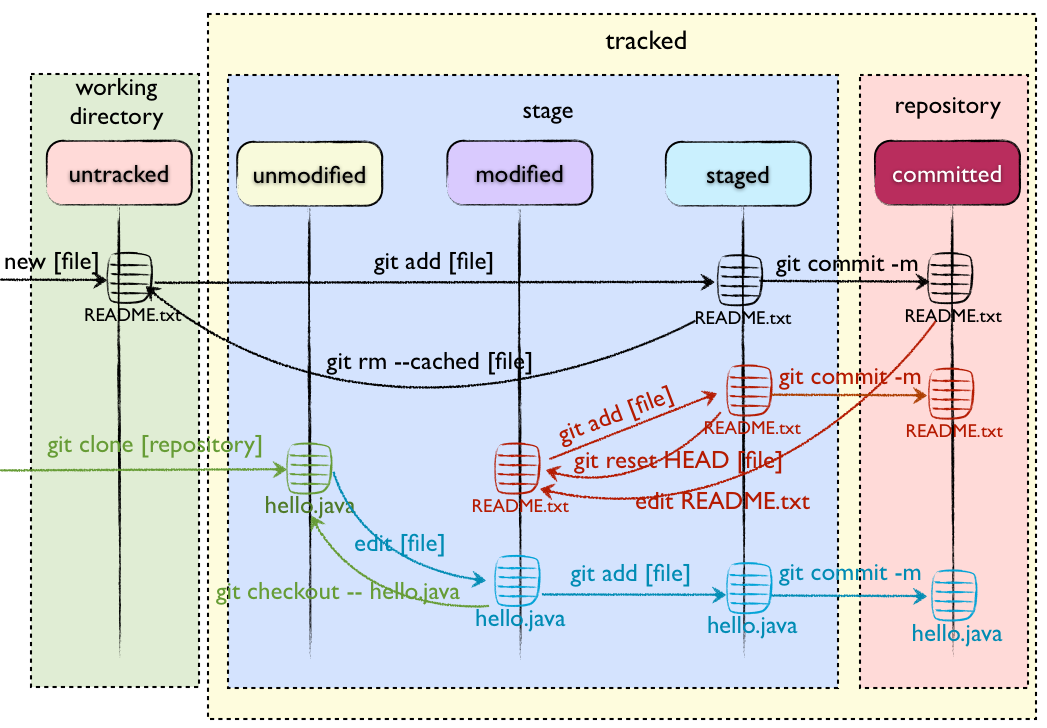 tracked
working
directory
stage
repository
untracked
unmodified
modified
staged
committed
new [file]
git add [file]
git commit -m
README.txt
README.txt
README.txt
git rm --cached [file]
git commit -m
git add [file]
README.txt
README.txt
git clone [repository]
git reset HEAD [file]
hello.java
README.txt
edit README.txt
edit [file]
git add [file]
git commit -m
git checkout -- hello.java
hello.java
hello.java
hello.java